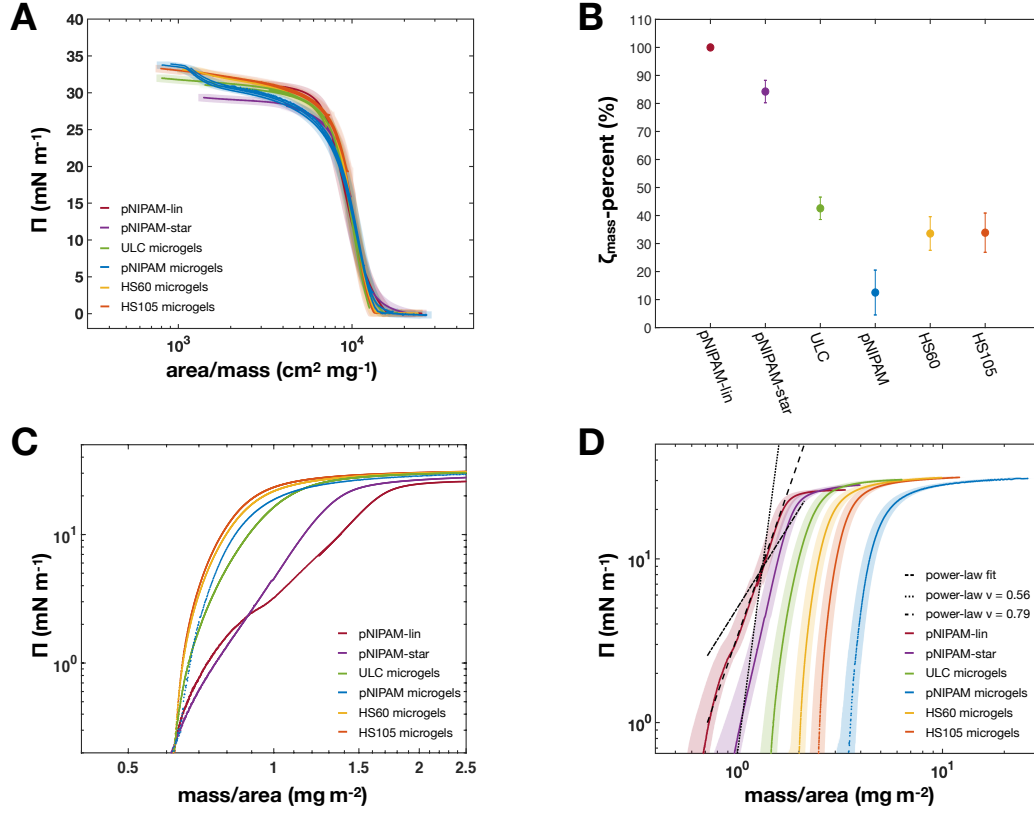 A
40
35
30
25
20
15
10
5
0
Π (mN m-1)
pNIPAM-lin
pNIPAM-star
ULC microgels
pNIPAM microgels
HS60 microgels
HS105 microgels
10³
10⁴
area/mass (cm² mg-1)
B
100
90
80
70
60
50
40
30
20
10
0
ζmass-percent (%)
pNIPAM-lin
pNIPAM-star
ULC
pNIPAM
HS60
HS105
C
10¹
10⁰
Π (mN m-1)
pNIPAM-lin
pNIPAM-star
ULC microgels
pNIPAM microgels
HS60 microgels
HS105 microgels
0.5
1
1.5
2
2.5
mass/area (mg m-2)
D
10¹
10⁰
Π (mN m-1)
power-law fit
power-law ν = 0.56
power-law ν = 0.79
pNIPAM-lin
pNIPAM-star
ULC microgels
pNIPAM microgels
HS60 microgels
HS105 microgels
10⁰
10¹
mass/area (mg m-2)